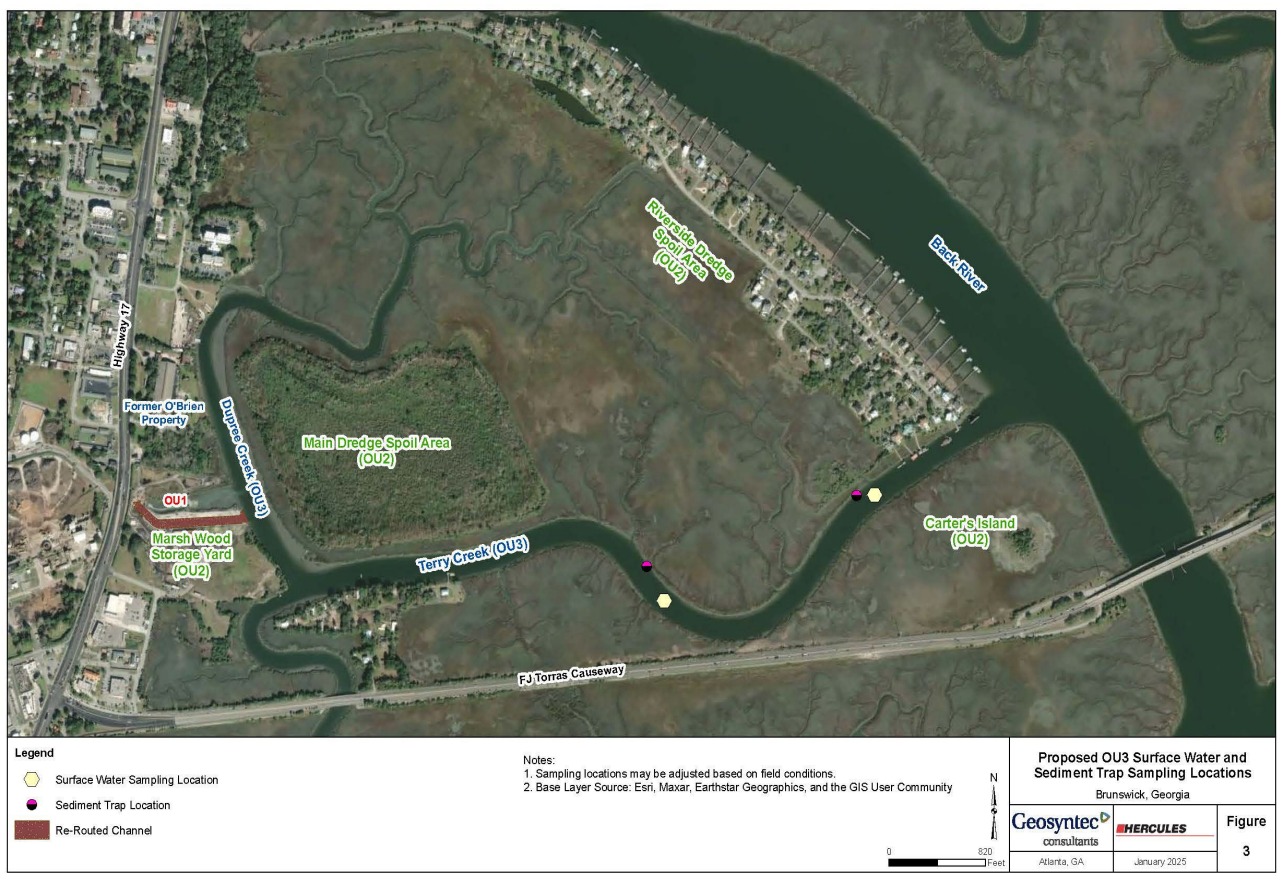 Riverside Dredge
Spoil Area
(OU2)
Back River
Highway 17
Former O'Brien
Property
Dupree Creek (OU3)
Main Dredge Spoil Area
(OU2)
OU1
Marsh Wood
Storage Yard
(OU2)
Terry Creek (OU3)
Carter's Island
(OU2)
FJ Torras Causeway
Legend
Surface Water Sampling Location
Sediment Trap Location
Re-Routed Channel
Notes:
1. Sampling locations may be adjusted based on field conditions.
2. Base Layer Source: Esri, Maxar, Earthstar Geographics, and the GIS User Community
N
0 820
Feet
Proposed OU3 Surface Water and
Sediment Trap Sampling Locations
Brunswick, Georgia
Geosyntec
consultants
HERCULES
Figure
3
Atlanta, GA
January 2025